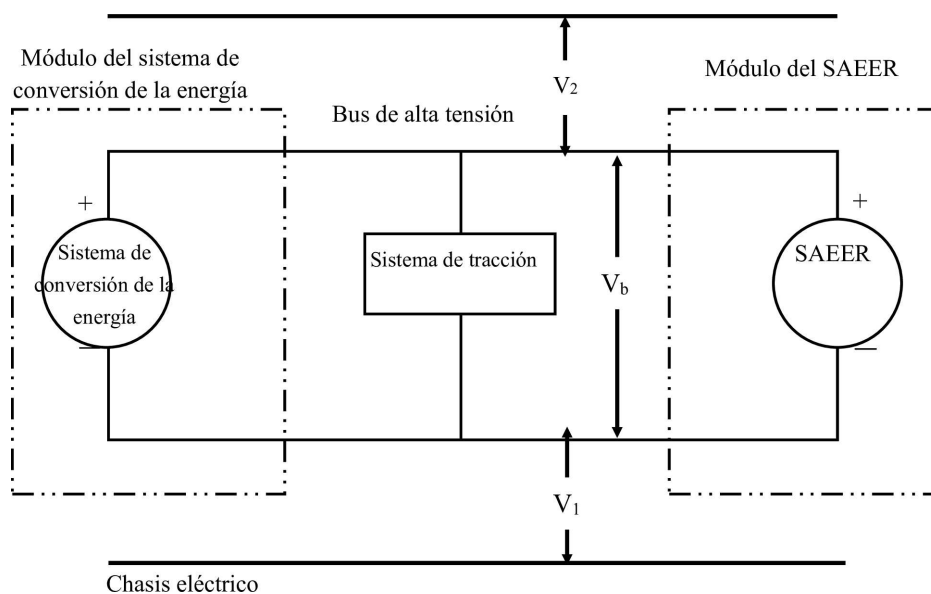 Módulo del sistema de
conversión de la energía
V2
Módulo del SAEER
Bus de alta tensión
+
+
Sistema de
conversión de la
energía
Sistema de tracción
SAEER
Vb
—
—
V1
Chasis eléctrico